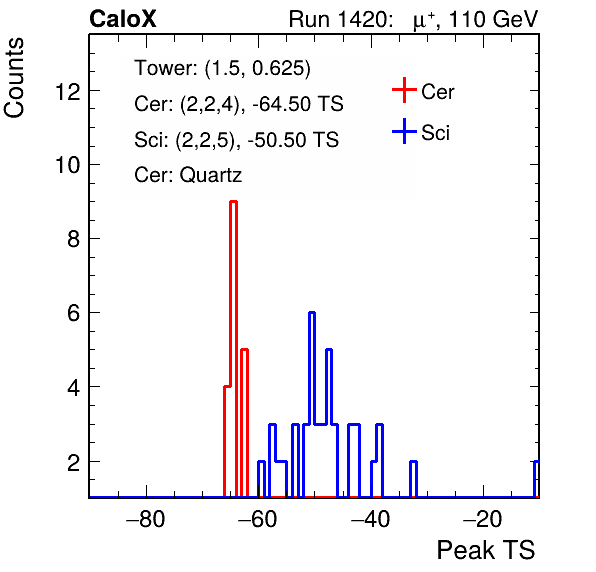 CaloX Run 1420: μ⁺, 110 GeV
Tower: (1.5, 0.625)
Cer: (2,2,4), -64.50 TS
Sci: (2,2,5), -50.50 TS
Cer: Quartz
Cer
Sci
Counts
12
10
8
6
4
2
−80 −60 −40 −20
Peak TS